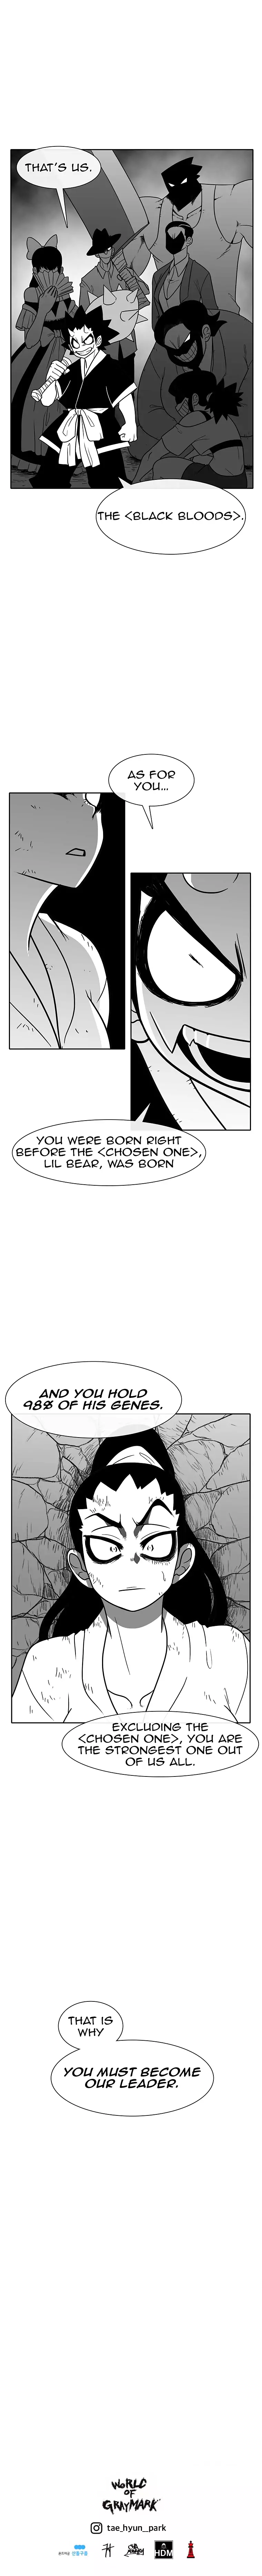 THAT'S US.
THE <BLACK BLOODS>.
AS FOR
YOU...
YOU WERE BORN RIGHT
BEFORE THE <CHOSEN ONE>,
LIL BEAR, WAS BORN
AND YOU HOLD
98% OF HIS GENES.
EXCLUDING THE
<CHOSEN ONE>, YOU ARE
THE STRONGEST ONE OUT
OF US ALL.
THAT IS
WHY
YOU MUST BECOME
OUR LEADER.
WORLD
OF
GRAYMARK
tae_hyun_park
HDM